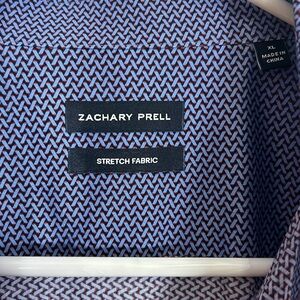 XL
MADE IN
CHINA
ZACHARY PRELL
STRETCH FABRIC